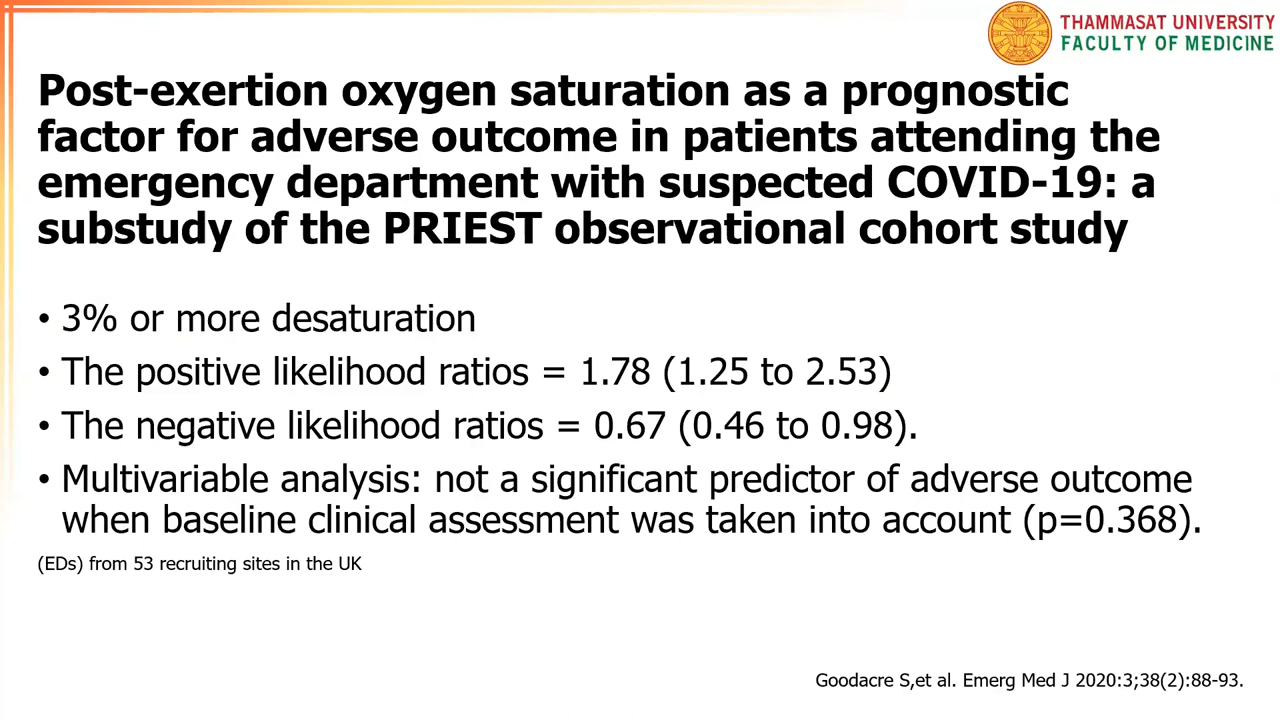 THAMMASAT UNIVERSITY
FACULTY OF MEDICINE
Post-exertion oxygen saturation as a prognostic
factor for adverse outcome in patients attending the
emergency department with suspected COVID-19: a
substudy of the PRIEST observational cohort study
• 3% or more desaturation
• The positive likelihood ratios = 1.78 (1.25 to 2.53)
• The negative likelihood ratios = 0.67 (0.46 to 0.98).
• Multivariable analysis: not a significant predictor of adverse outcome
when baseline clinical assessment was taken into account (p=0.368).
(EDs) from 53 recruiting sites in the UK
Goodacre S,et al. Emerg Med J 2020:3;38(2):88-93.